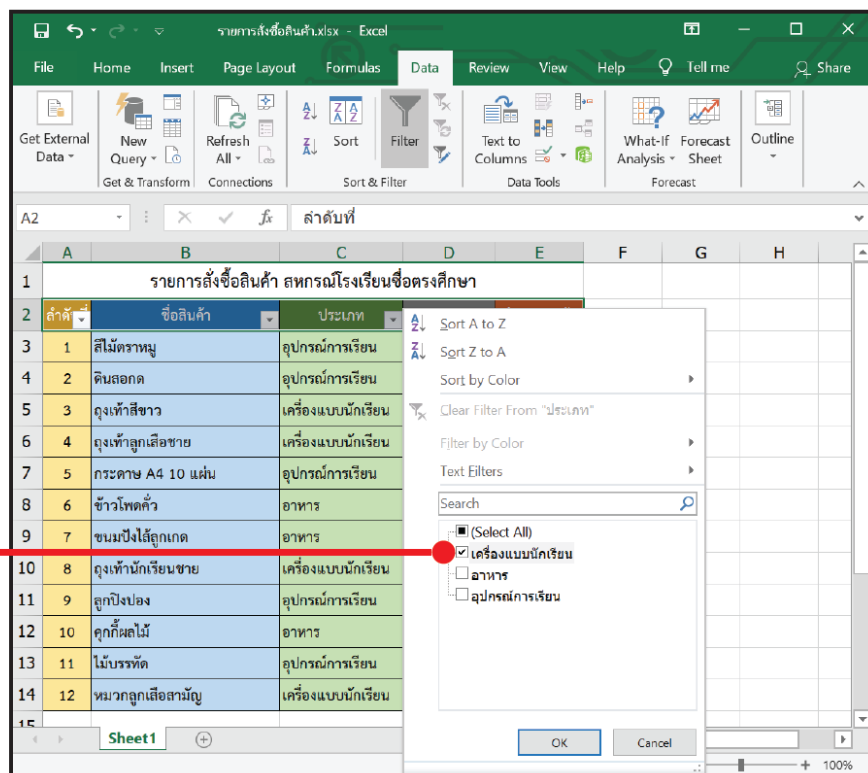 รายการสั่งซื้อสินค้า.xlsx - Excel
File Home Insert Page Layout Formulas Data Review View Help Tell me Share
Get External Data
New Query
Refresh All
Sort
Filter
Text to Columns
What-If Analysis
Forecast Sheet
Outline
Get & Transform Connections Sort & Filter Data Tools Forecast
A2 fx ลำดับที่
A B C D E F G H
1 รายการสั่งซื้อสินค้า สหกรณ์โรงเรียนซื่อตรงศึกษา
2 ชื่อสินค้า ประเภท
3 1 สีไม้ตราหมู อุปกรณ์การเรียน
4 2 ดินสอกด อุปกรณ์การเรียน
5 3 ถุงเท้าสีขาว เครื่องแบบนักเรียน
6 4 ถุงเท้าลูกเสือชาย เครื่องแบบนักเรียน
7 5 กระดาษ A4 10 แผ่น อุปกรณ์การเรียน
8 6 ข้าวโพดคั่ว อาหาร
9 7 ขนมปังไส้ลูกเกด อาหาร
10 8 ถุงเท้านักเรียนชาย เครื่องแบบนักเรียน
11 9 ลูกปิงปอง อุปกรณ์การเรียน
12 10 คุกกี้ผลไม้ อาหาร
13 11 ไม้บรรทัด อุปกรณ์การเรียน
14 12 หมวกลูกเสือสามัญ เครื่องแบบนักเรียน
15
Sort A to Z
Sort Z to A
Sort by Color
Clear Filter From "ประเภท"
Filter by Color
Text Filters
Search
(Select All)
เครื่องแบบนักเรียน
อาหาร
อุปกรณ์การเรียน
OK Cancel
Sheet1
100%